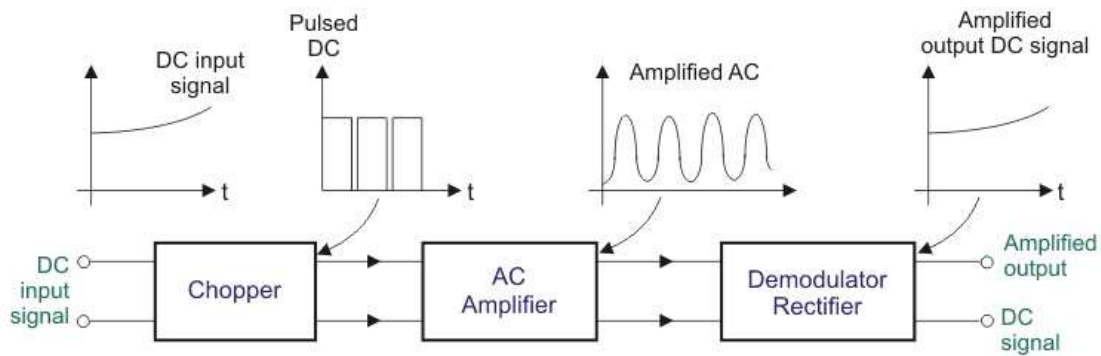 Pulsed
DC
DC input
signal
t
t
Amplified AC
Amplified
output DC signal
t
DC
input
signal
Chopper
AC
Amplifier
Demodulator
Rectifier
Amplified
output
DC
signal